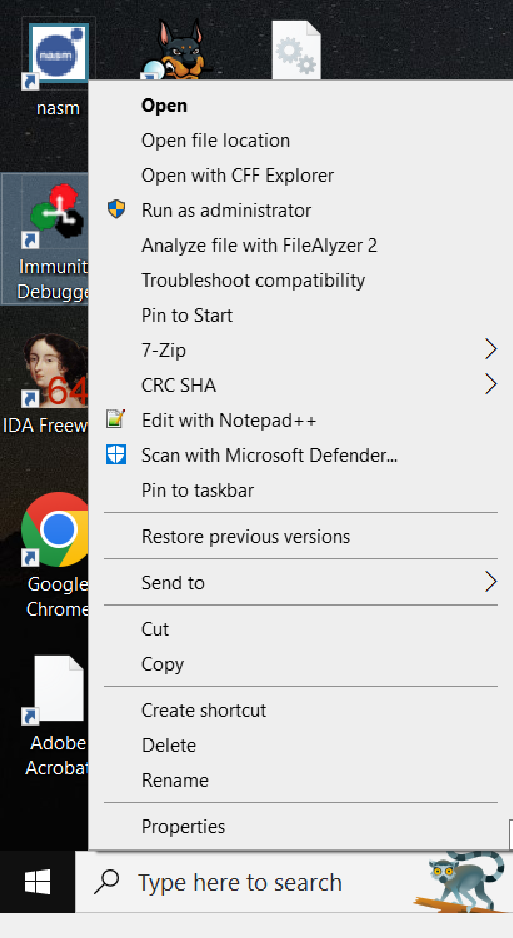 nasm
nasm
Immunit
Debugge
64
IDA Freew
Google
Chrome
Adobe
Acrobat
Open
Open file location
Open with CFF Explorer
Run as administrator
Analyze file with FileAlyzer 2
Troubleshoot compatibility
Pin to Start
7-Zip
CRC SHA
Edit with Notepad++
Scan with Microsoft Defender...
Pin to taskbar
Restore previous versions
Send to
Cut
Copy
Create shortcut
Delete
Rename
Properties
Type here to search